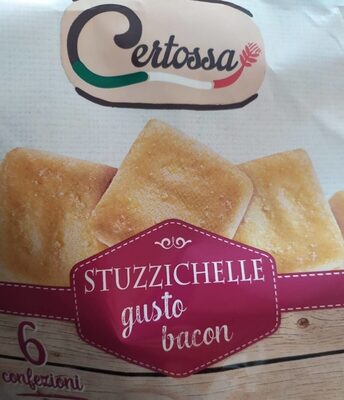 Certossa
STUZZICHELLE
gusto
bacon
6
confezioni